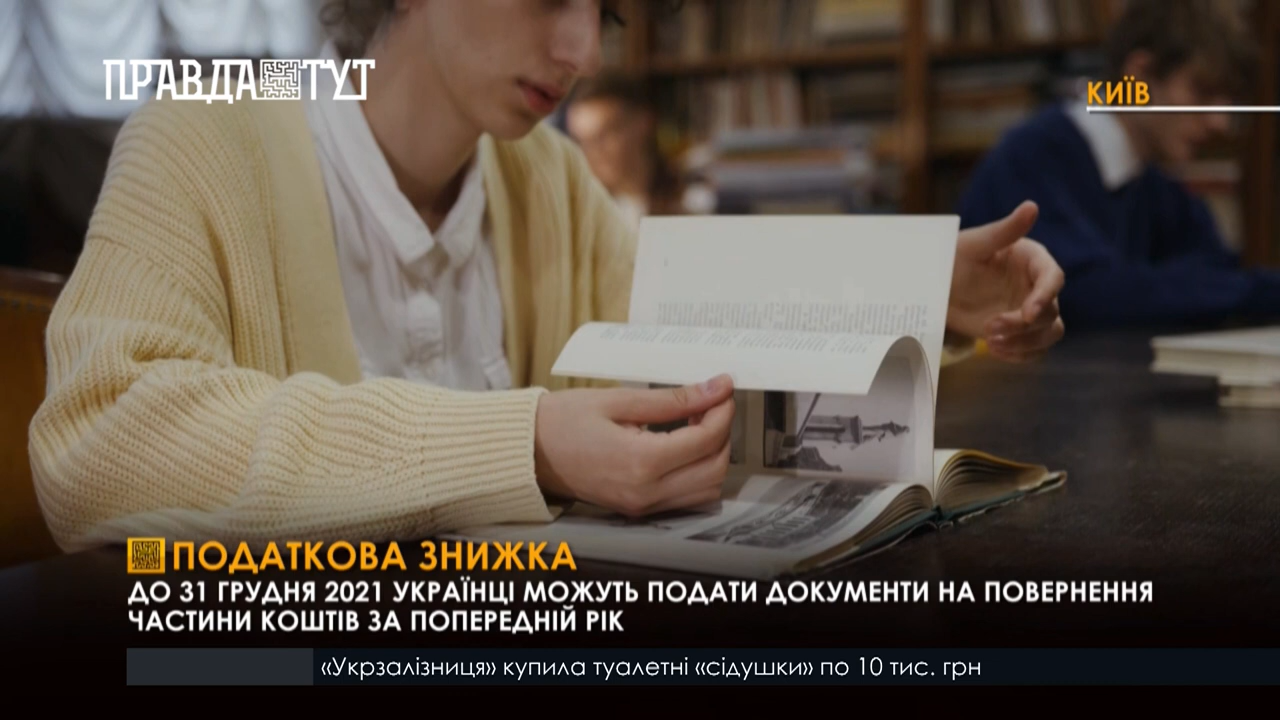 ПРАВДА ТУТ
КИЇВ
ПОДАТКОВА ЗНИЖКА
ДО 31 ГРУДНЯ 2021 УКРАЇНЦІ МОЖУТЬ ПОДАТИ ДОКУМЕНТИ НА ПОВЕРНЕННЯ
ЧАСТИНИ КОШТІВ ЗА ПОПЕРЕДНІЙ РІК
«Укрзалізниця» купила туалетні «сідушки» по 10 тис. грн